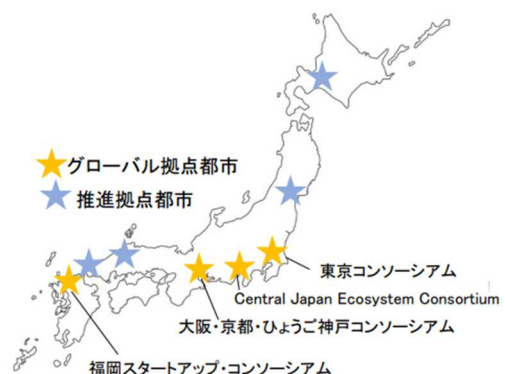 グローバル拠点都市
推進拠点都市
東京コンソーシアム
Central Japan Ecosystem Consortium
大阪・京都・ひょうご神戸コンソーシアム
福岡スタートアップ・コンソーシアム